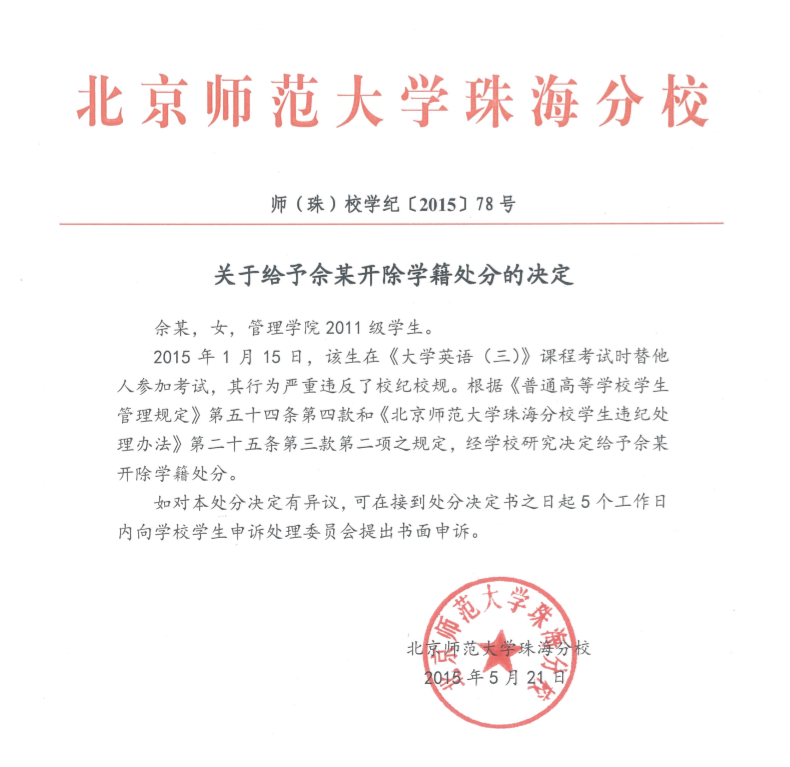 北京师范大学珠海分校
师（珠）校学纪〔2015〕78 号
关于给予佘某开除学籍处分的决定
佘某，女，管理学院 2011 级学生。
2015 年 1 月 15 日，该生在《大学英语（三）》课程考试时替他
人参加考试，其行为严重违反了校纪校规。根据《普通高等学校学生
管理规定》第五十四条第四款和《北京师范大学珠海分校学生违纪处
理办法》第二十五条第三款第二项之规定，经学校研究决定给予佘某
开除学籍处分。
如对本处分决定有异议，可在接到处分决定书之日起 5 个工作日
内向学校学生申诉处理委员会提出书面申诉。
北京师范大学珠海分校
北京师范大学珠海分校
2015 年 5 月 21 日